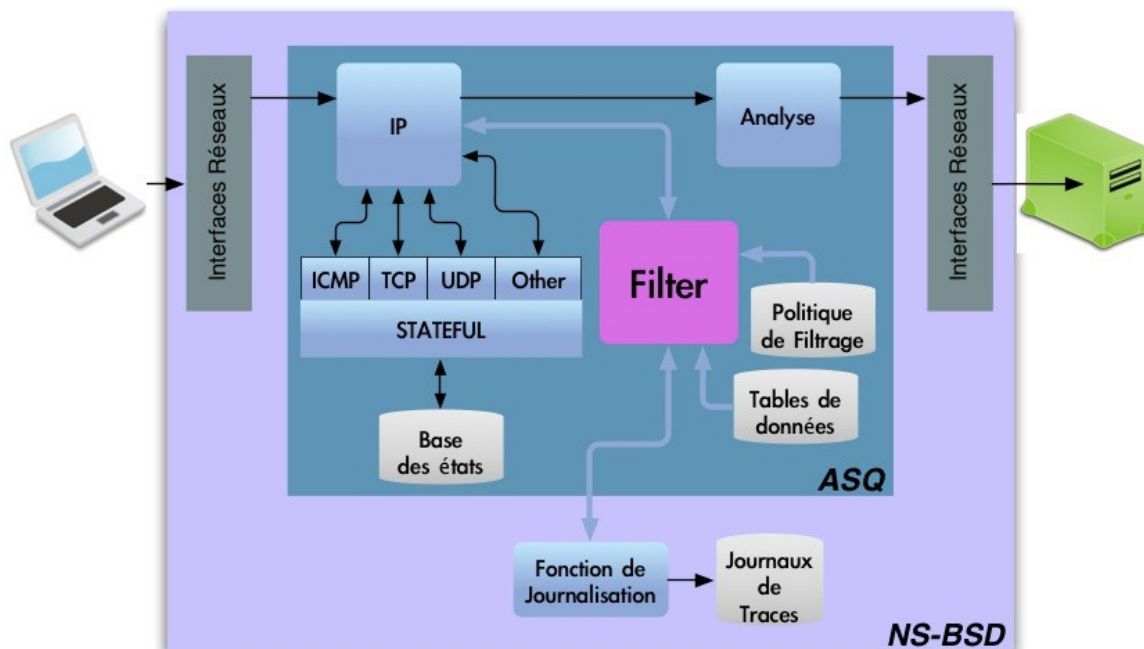 Interfaces Réseaux
IP
Analyse
Interfaces Réseaux
ICMP
TCP
UDP
Other
STATEFUL
Filter
Politique
de Filtrage
Tables de
données
Base
des états
ASQ
Fonction de
Journalisation
Journaux
de
Traces
NS-BSD